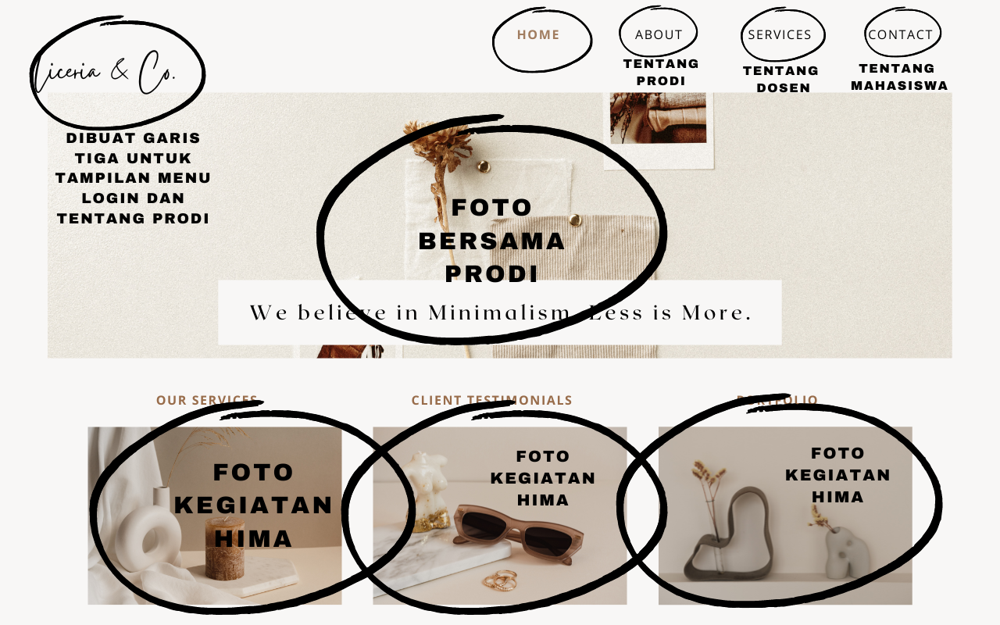 Liceria & Co.
HOME
ABOUT
SERVICES
CONTACT
TENTANG
PRODI
TENTANG
DOSEN
TENTANG
MAHASISWA
DIBUAT GARIS
TIGA UNTUK
TAMPILAN MENU
LOGIN DAN
TENTANG PRODI
FOTO
BERSAMA
PRODI
We believe in Minimalism. Less is More.
OUR SERVICES
CLIENT TESTIMONIALS
PORTFOLIO
FOTO
KEGIATAN
HIMA
FOTO
KEGIATAN
HIMA
FOTO
KEGIATAN
HIMA